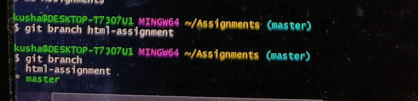 kusha@DESKTOP-T7J07U1 MINGW64 ~/Assignments (master)
$ git branch html-assignment
kusha@DESKTOP-T7J07U1 MINGW64 ~/Assignments (master)
$ git branch
html-assignment
* master